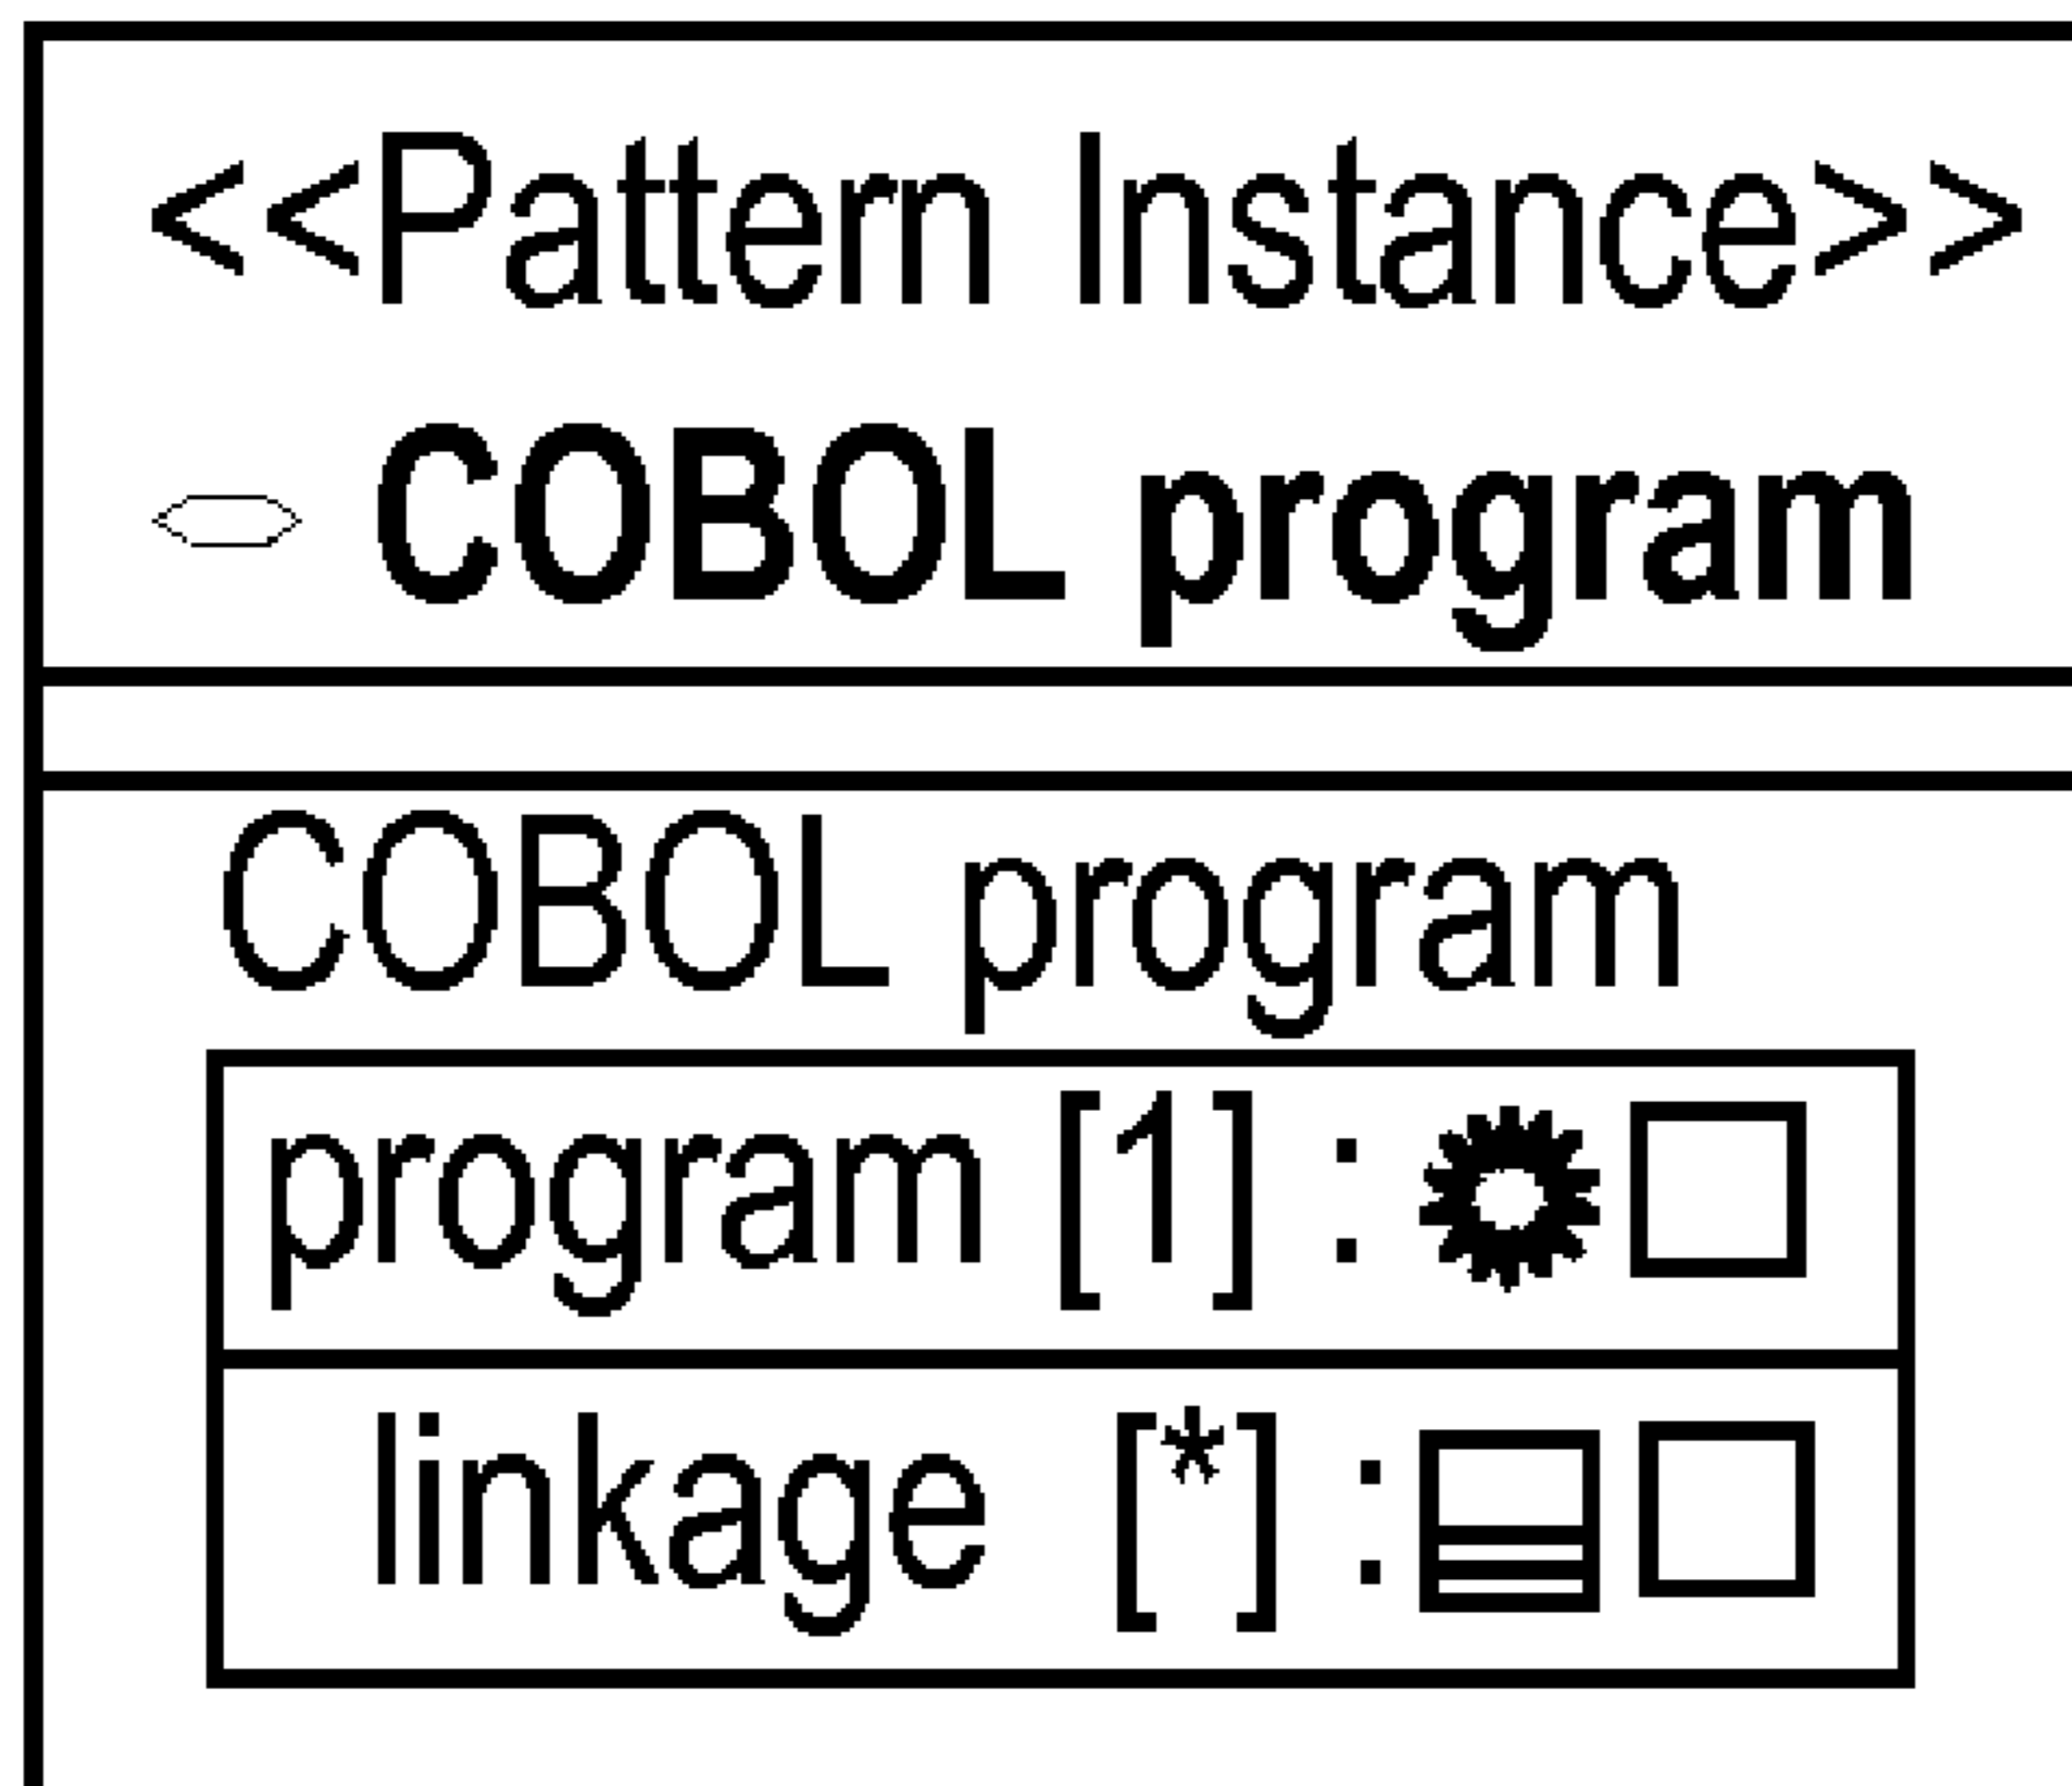 <<Pattern Instance>>
COBOL program
COBOL program
program [1] :
linkage [*] :